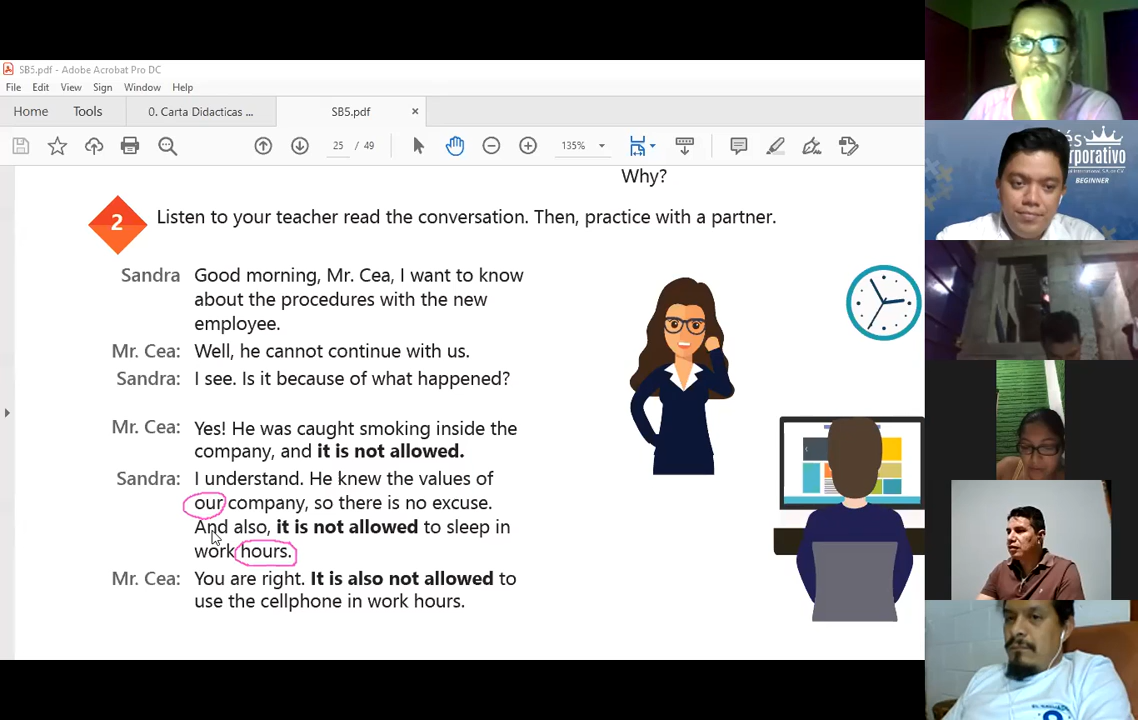 SB5.pdf - Adobe Acrobat Pro DC
File Edit View Sign Window Help
Home Tools 0. Carta Didacticas ... SB5.pdf ×
25 / 49 135%
Why?
2 Listen to your teacher read the conversation. Then, practice with a partner.
Sandra Good morning, Mr. Cea, I want to know
about the procedures with the new
employee.
Mr. Cea: Well, he cannot continue with us.
Sandra: I see. Is it because of what happened?
Mr. Cea: Yes! He was caught smoking inside the
company, and it is not allowed.
Sandra: I understand. He knew the values of
our company, so there is no excuse.
And also, it is not allowed to sleep in
work hours.
Mr. Cea: You are right. It is also not allowed to
use the cellphone in work hours.
BEGINNER
EL SALVADOR